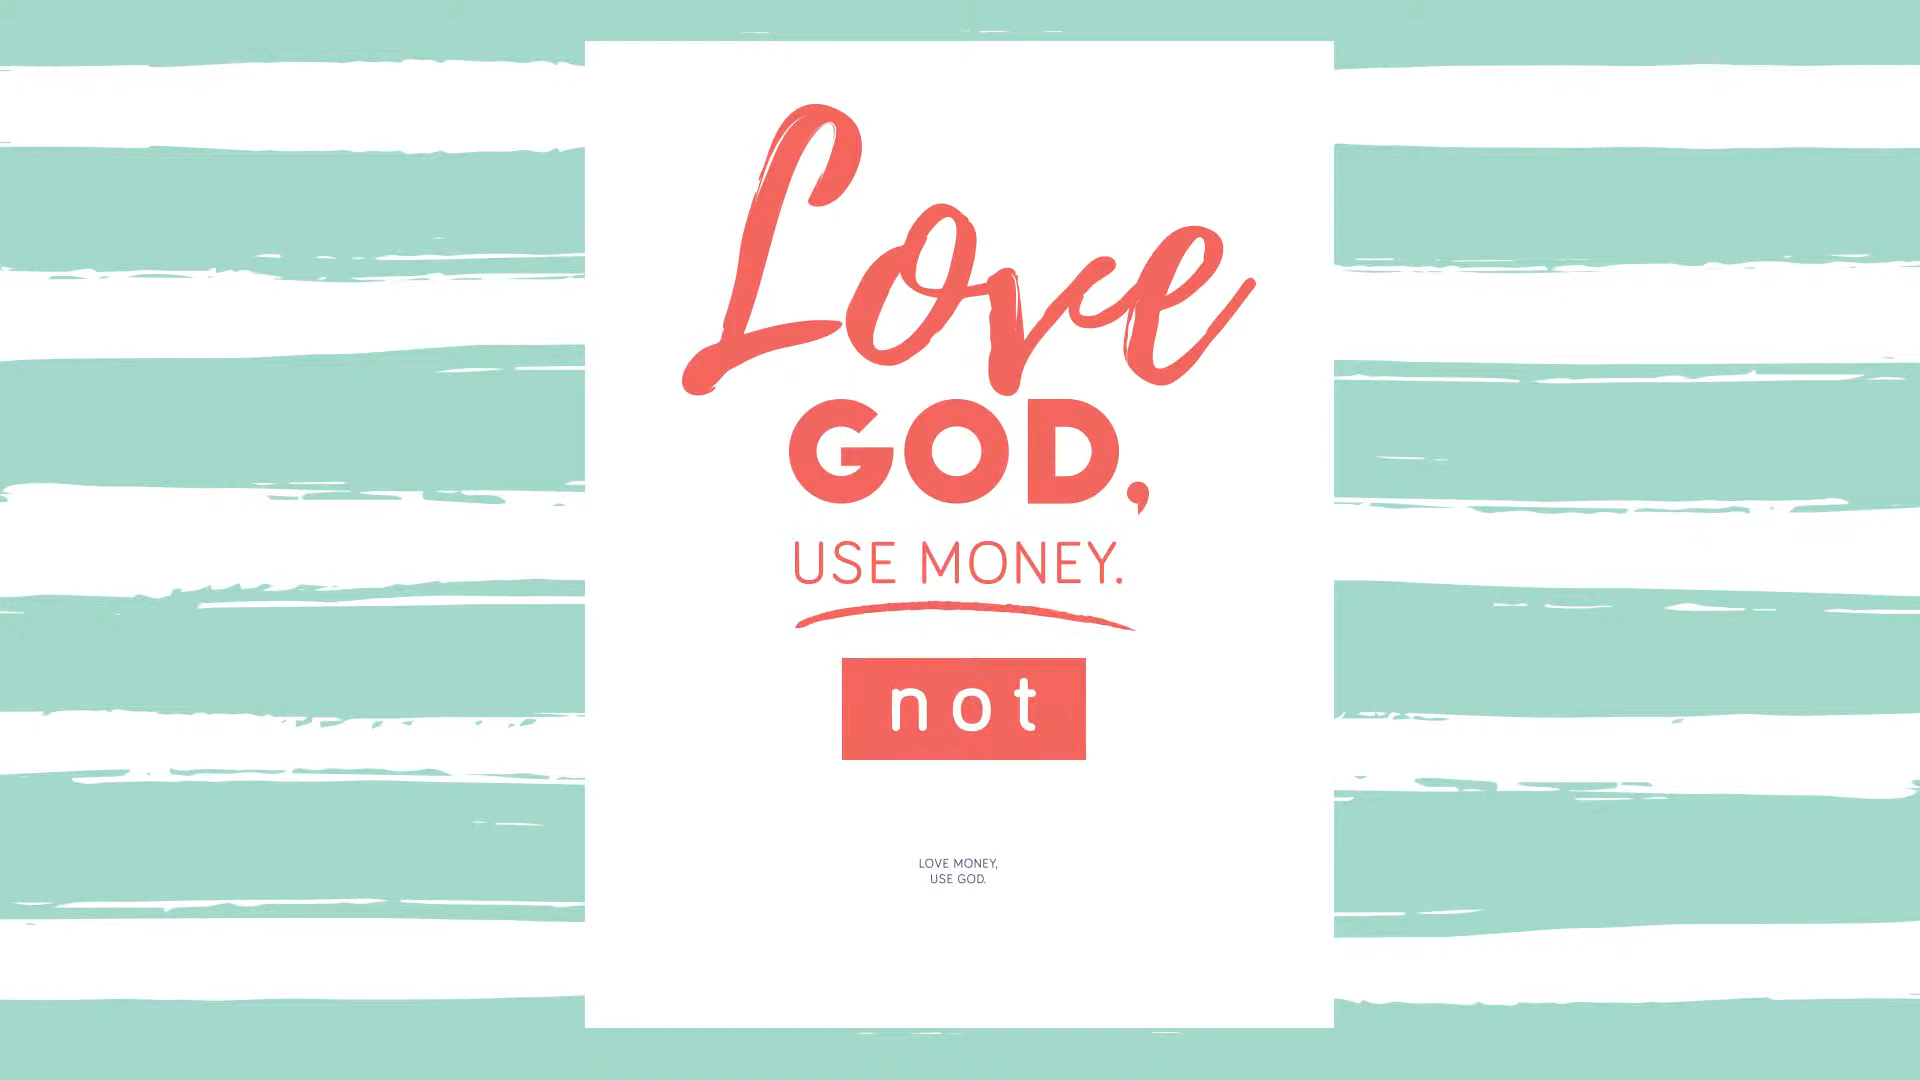 Love
GOD,
USE MONEY.
not
LOVE MONEY,
USE GOD.